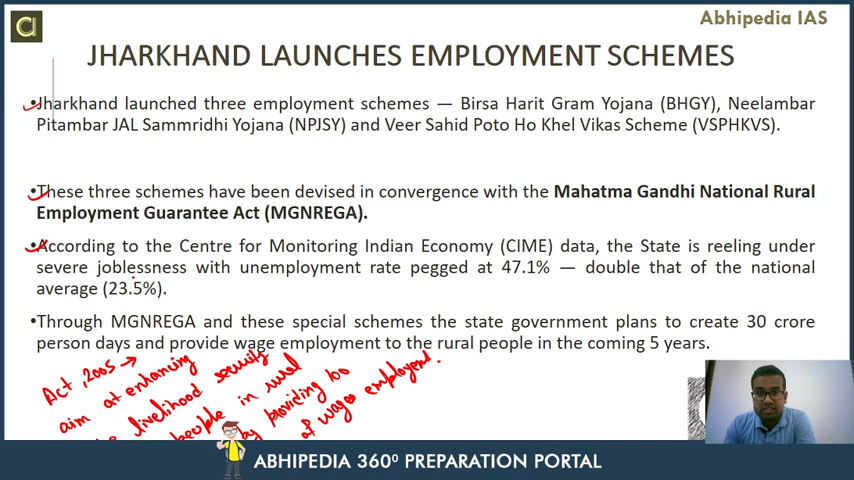 Abhipedia IAS
JHARKHAND LAUNCHES EMPLOYMENT SCHEMES
•Jharkhand launched three employment schemes — Birsa Harit Gram Yojana (BHGY), Neelambar
Pitambar JAL Sammridhi Yojana (NPJSY) and Veer Sahid Poto Ho Khel Vikas Scheme (VSPHKVS).
•These three schemes have been devised in convergence with the Mahatma Gandhi National Rural
Employment Guarantee Act (MGNREGA).
•According to the Centre for Monitoring Indian Economy (CIME) data, the State is reeling under
severe joblessness with unemployment rate pegged at 47.1% — double that of the national
average (23.5%).
•Through MGNREGA and these special schemes the state government plans to create 30 crore
person days and provide wage employment to the rural people in the coming 5 years.
Act, 2005 →
aim at enhancing
livelihood security
people in rural
by providing 100
of wage employment.
ABHIPEDIA 360⁰ PREPARATION PORTAL